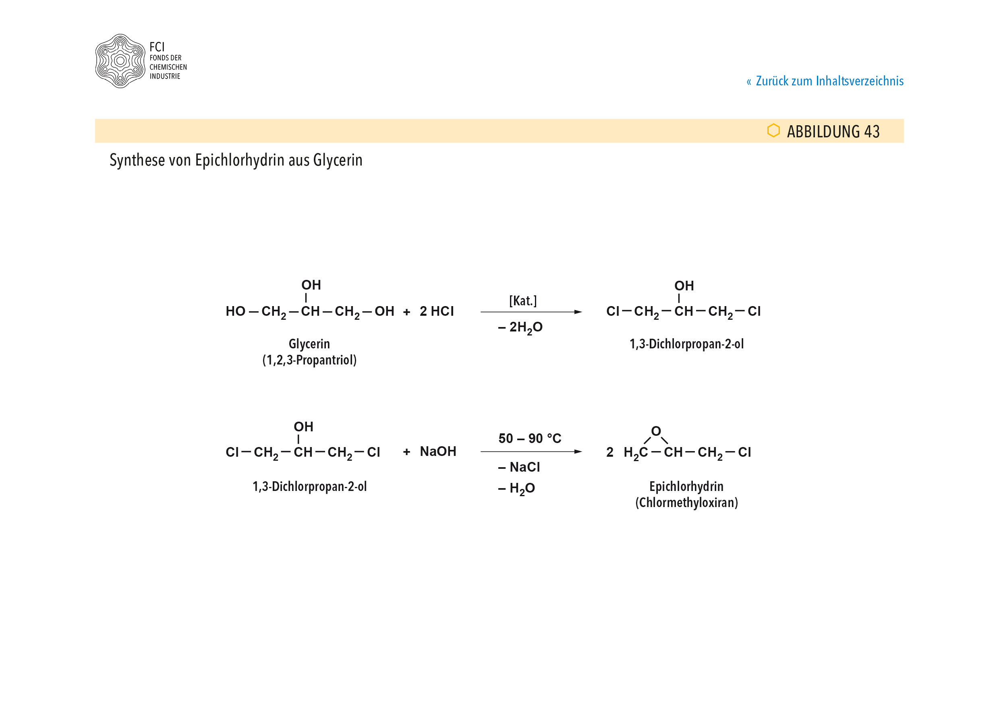 FCI
FONDS DER
CHEMISCHEN
INDUSTRIE
« Zurück zum Inhaltsverzeichnis
ABBILDUNG 43
Synthese von Epichlorhydrin aus Glycerin
OH
HO – CH₂ – CH – CH₂ – OH + 2 HCl
[Kat.]
– 2H₂O
OH
Cl – CH₂ – CH – CH₂ – Cl
Glycerin
(1,2,3-Propantriol)
1,3-Dichlorpropan-2-ol
OH
Cl – CH₂ – CH – CH₂ – Cl + NaOH
50 – 90 °C
– NaCl
– H₂O
O
2 H₂C – CH – CH₂ – Cl
1,3-Dichlorpropan-2-ol
Epichlorhydrin
(Chlormethyloxiran)